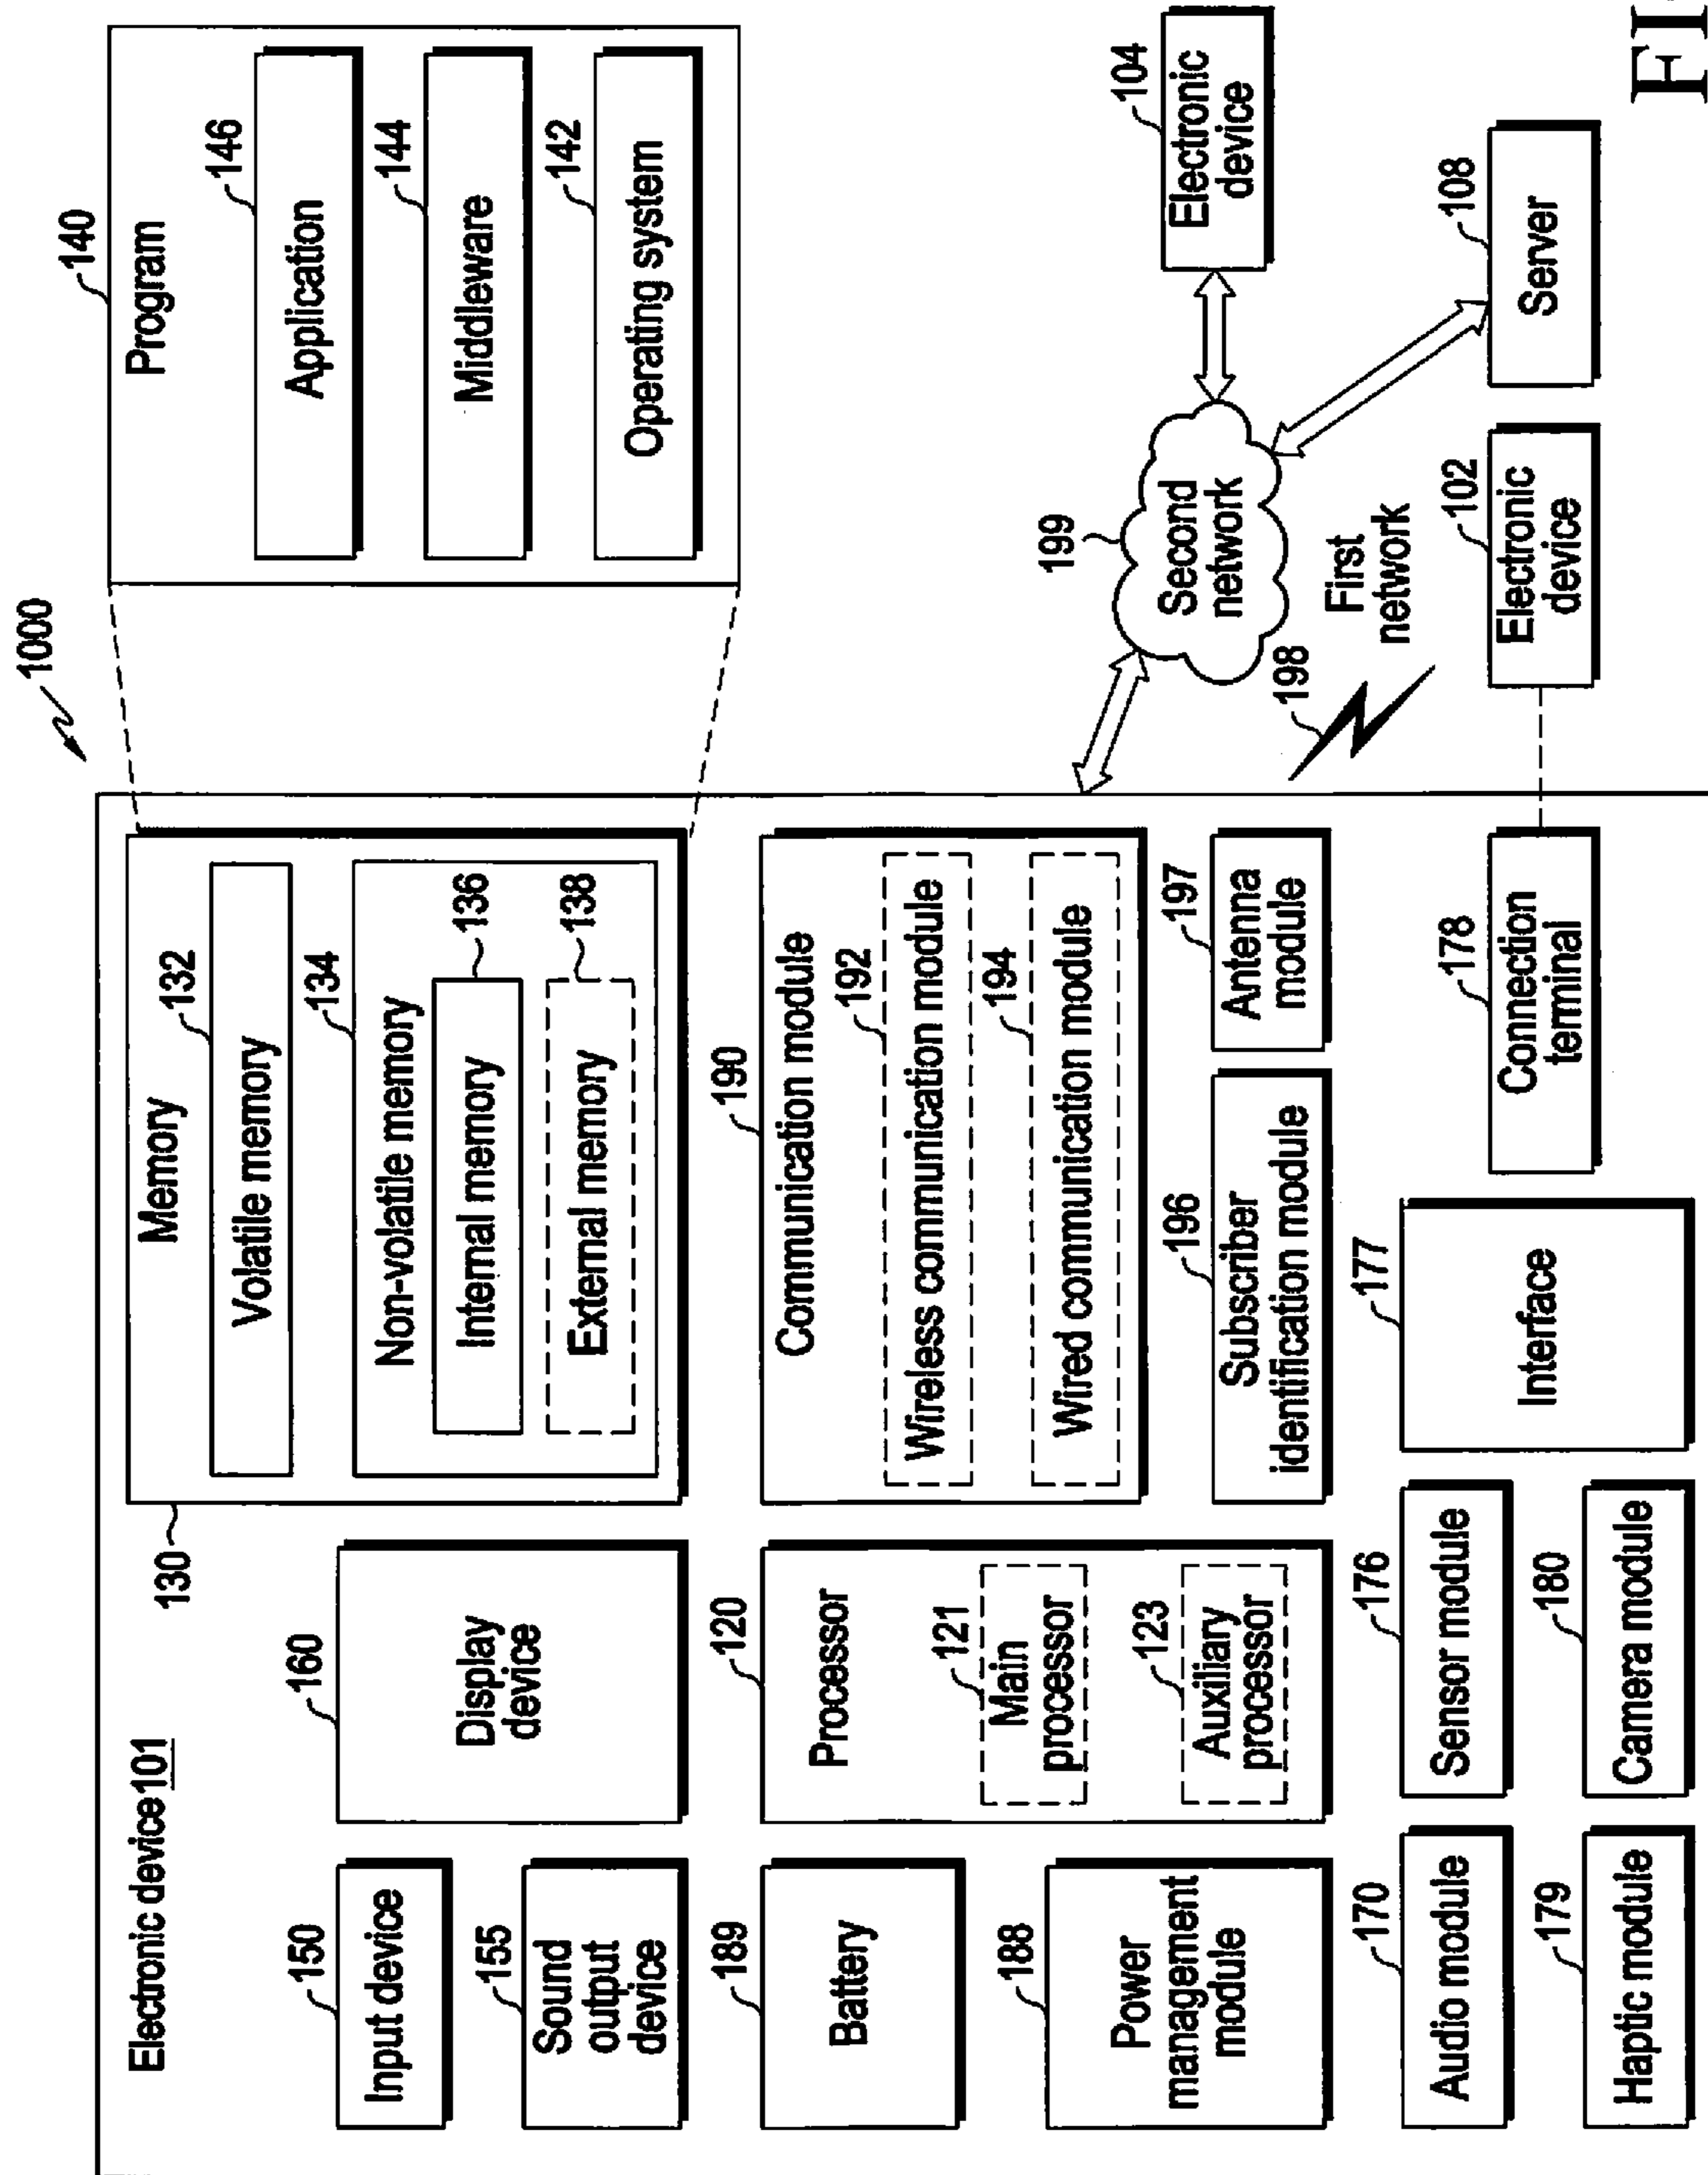 1000
Electronic device 101
150
Input device
155
Sound
output
device
160
Display
device
130
Memory
132
Volatile memory
134
Non-volatile memory
136
Internal memory
138
External memory
140
Program
146
Application
144
Middleware
142
Operating system
189
Battery
188
Power
management
module
120
Processor
121
Main
processor
123
Auxiliary
processor
190
Communication module
192
Wireless communication module
194
Wired communication module
196
Subscriber
identification module
197
Antenna
module
199
Second
network
104
Electronic
device
198
First
network
170
Audio module
176
Sensor module
177
Interface
178
Connection
terminal
102
Electronic
device
108
Server
179
Haptic module
180
Camera module